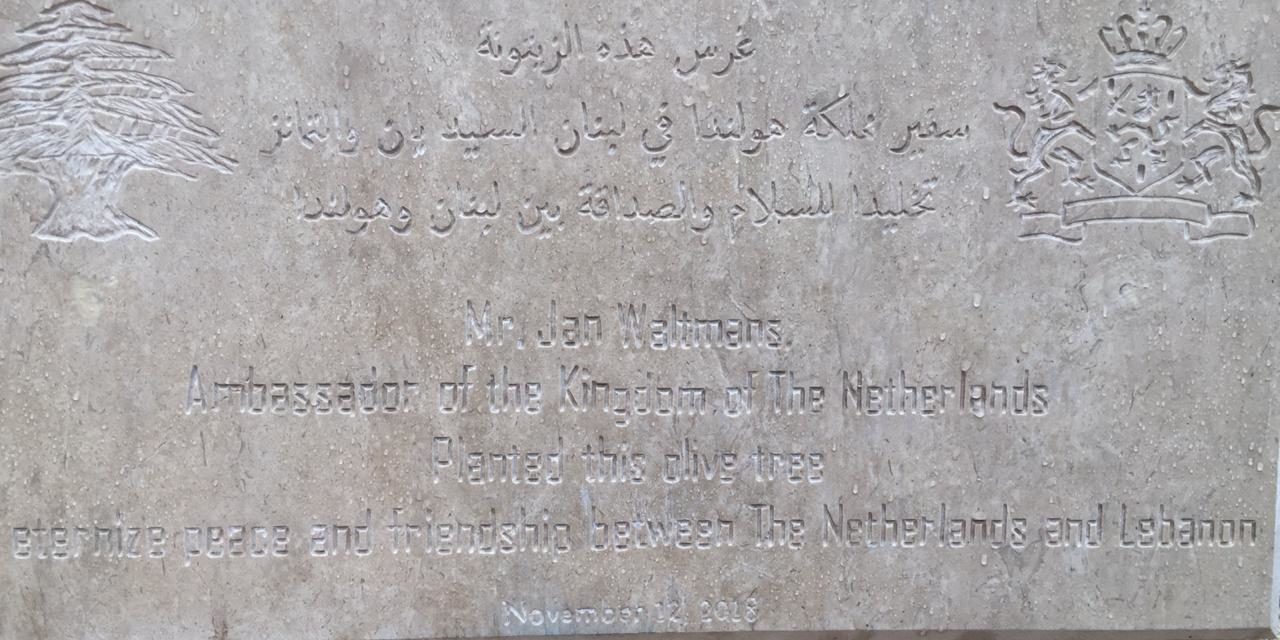 غرس هذه الزيتونة
سفير مملكة هولندا في لبنان السيد يان والتمانز
تخليدا للسلام والصداقة بين لبنان وهولندا
Mr. Jan Waltmans,
Ambassador of the Kingdom of The Netherlands
Planted this olive tree
eternize peace and friendship between The Netherlands and Lebanon
November 12, 2018